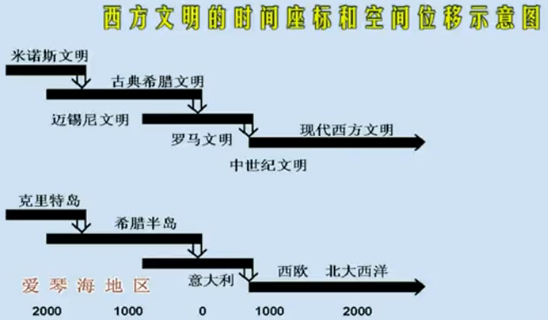 西方文明的时间座标和空间位移示意图
米诺斯文明
古典希腊文明
迈锡尼文明
罗马文明
现代西方文明
中世纪文明
克里特岛
希腊半岛
意大利
西欧 北大西洋
爱琴海地区
2000 1000 0 1000 2000